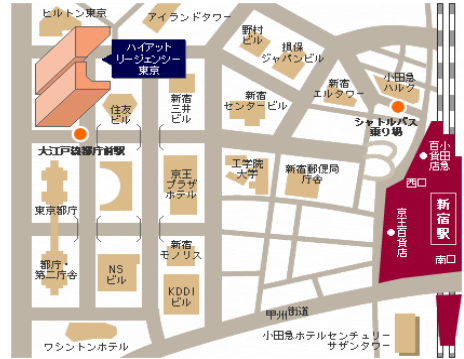 ヒルトン東京
アイランドタワー
ハイアット
リージェンシー
東京
野村
ビル
損保
ジャパンビル
小田急
ハルク
新宿
エルタワー
住友
ビル
新宿
三井
ビル
新宿
センタービル
シャトルバス
乗り場
大江戸線都庁前駅
小田急
百貨店
工学院
大学
新宿郵便局
庁舎
西口
京王
プラザ
ホテル
東京都庁
新宿駅
京王百貨店
新宿
モノリス
南口
都庁・
第二庁舎
NS
ビル
KDDI
ビル
甲州街道
ワシントンホテル
小田急ホテルセンチュリー
サザンタワー